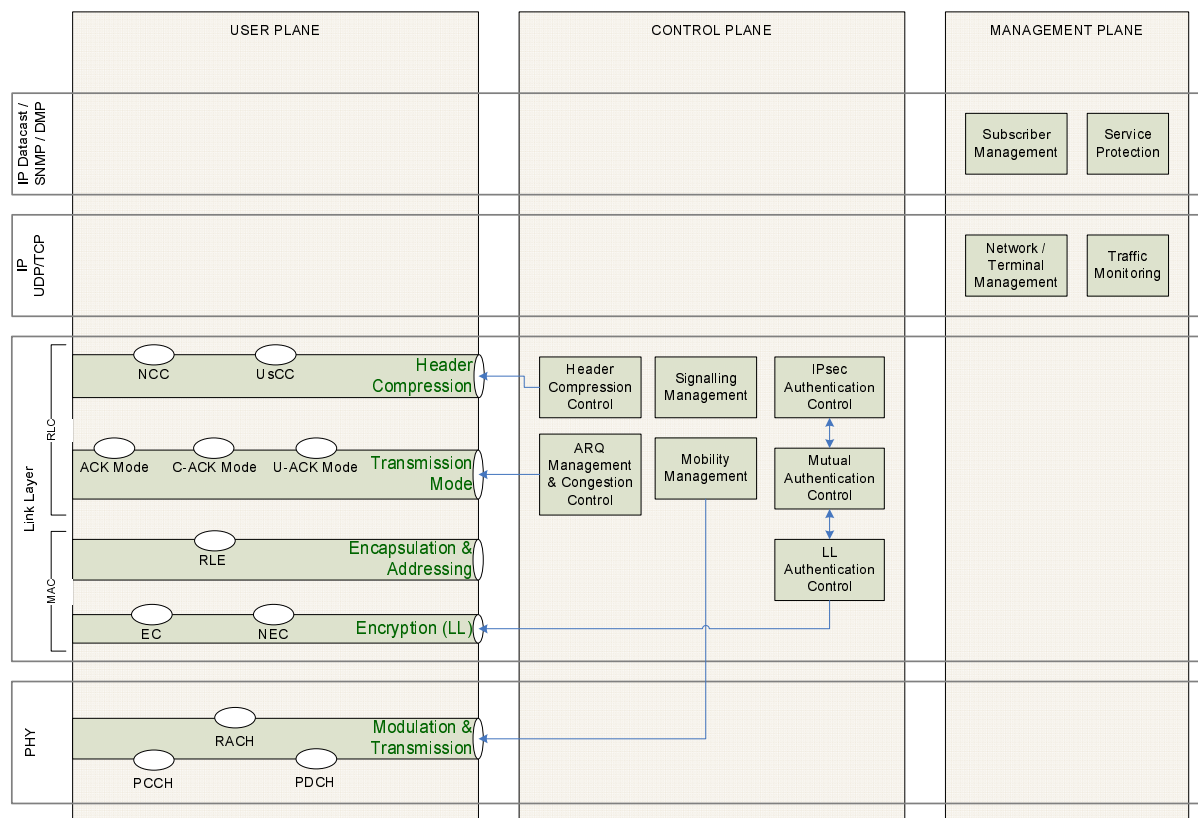 USER PLANE
CONTROL PLANE
MANAGEMENT PLANE
IP Datacast /
SNMP / DMP
Subscriber
Management
Service
Protection
IP
UDP/TCP
Network /
Terminal
Management
Traffic
Monitoring
Link Layer
RLC
NCC
UsCC
Header
Compression
Header
Compression
Control
Signalling
Management
IPsec
Authentication
Control
ACK Mode
C-ACK Mode
U-ACK Mode
Transmission
Mode
ARQ
Management
& Congestion
Control
Mobility
Management
Mutual
Authentication
Control
MAC
RLE
Encapsulation &
Addressing
LL
Authentication
Control
EC
NEC
Encryption (LL)
PHY
RACH
Modulation &
Transmission
PCCH
PDCH